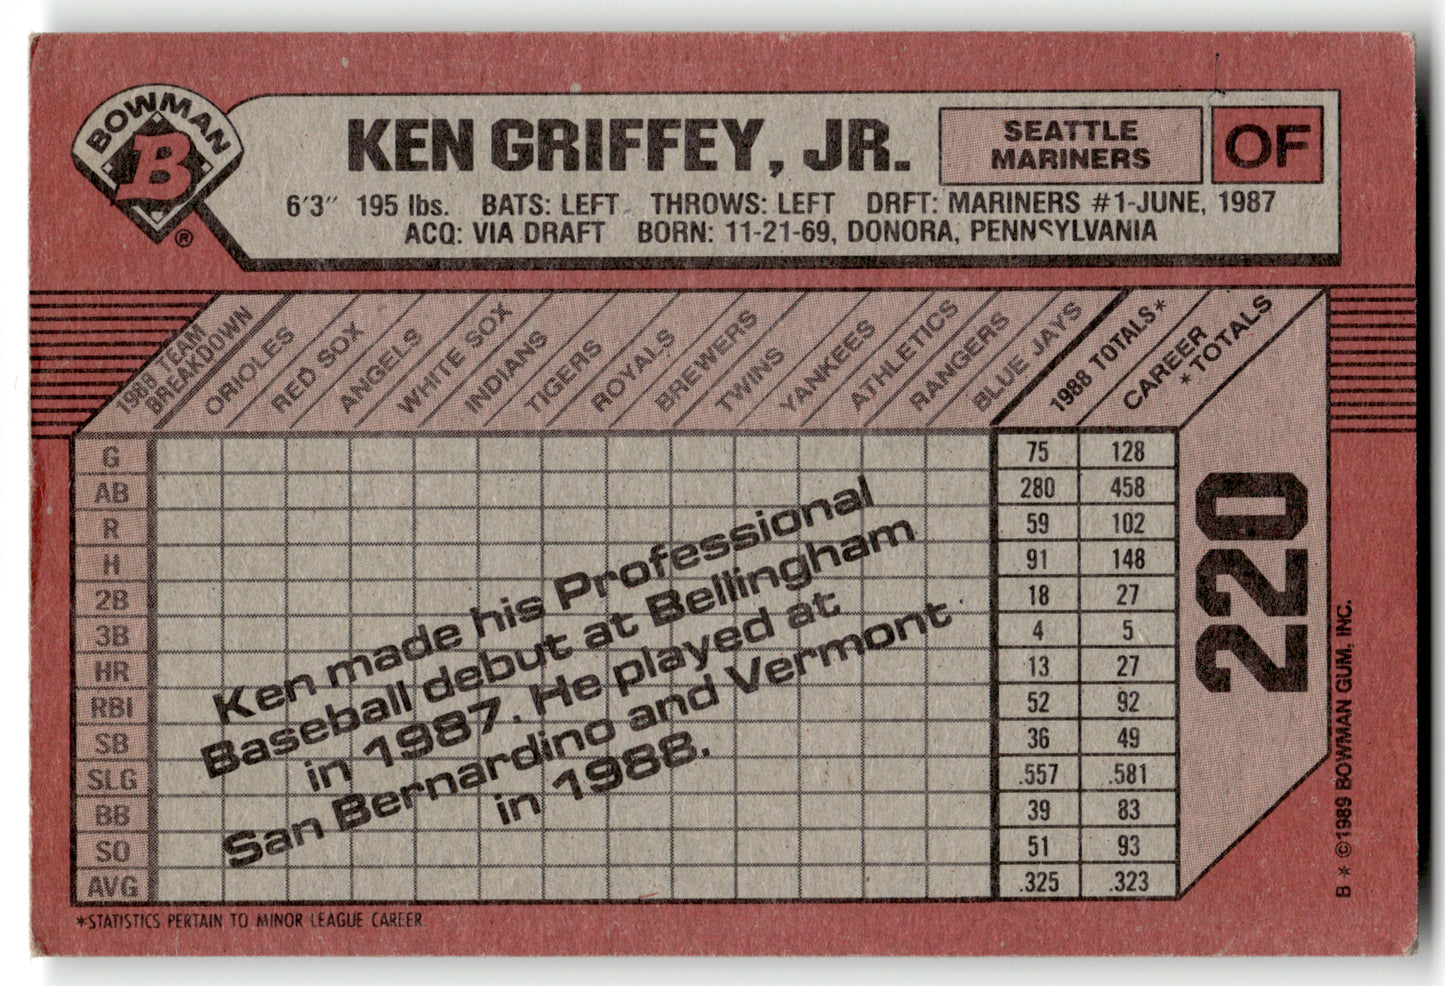 BOWMAN
B
®
KEN GRIFFEY, JR.
SEATTLE
MARINERS
OF
6'3" 195 lbs. BATS: LEFT THROWS: LEFT DRFT: MARINERS #1-JUNE, 1987
ACQ: VIA DRAFT BORN: 11-21-69, DONORA, PENNSYLVANIA
1988 TEAM
BREAKDOWN
ORIOLES
RED SOX
ANGELS
WHITE SOX
INDIANS
TIGERS
ROYALS
BREWERS
TWINS
YANKEES
ATHLETICS
RANGERS
BLUE JAYS
1988 TOTALS*
CAREER
*TOTALS
G 75 128
AB 280 458
R 59 102
H 91 148
2B 18 27
3B 4 5
HR 13 27
RBI 52 92
SB 36 49
SLG .557 .581
BB 39 83
SO 51 93
AVG .325 .323
Ken made his Professional
Baseball debut at Bellingham
in 1987. He played at
San Bernardino and Vermont
in 1988.
220
*STATISTICS PERTAIN TO MINOR LEAGUE CAREER.
B * ©1989 BOWMAN GUM, INC.